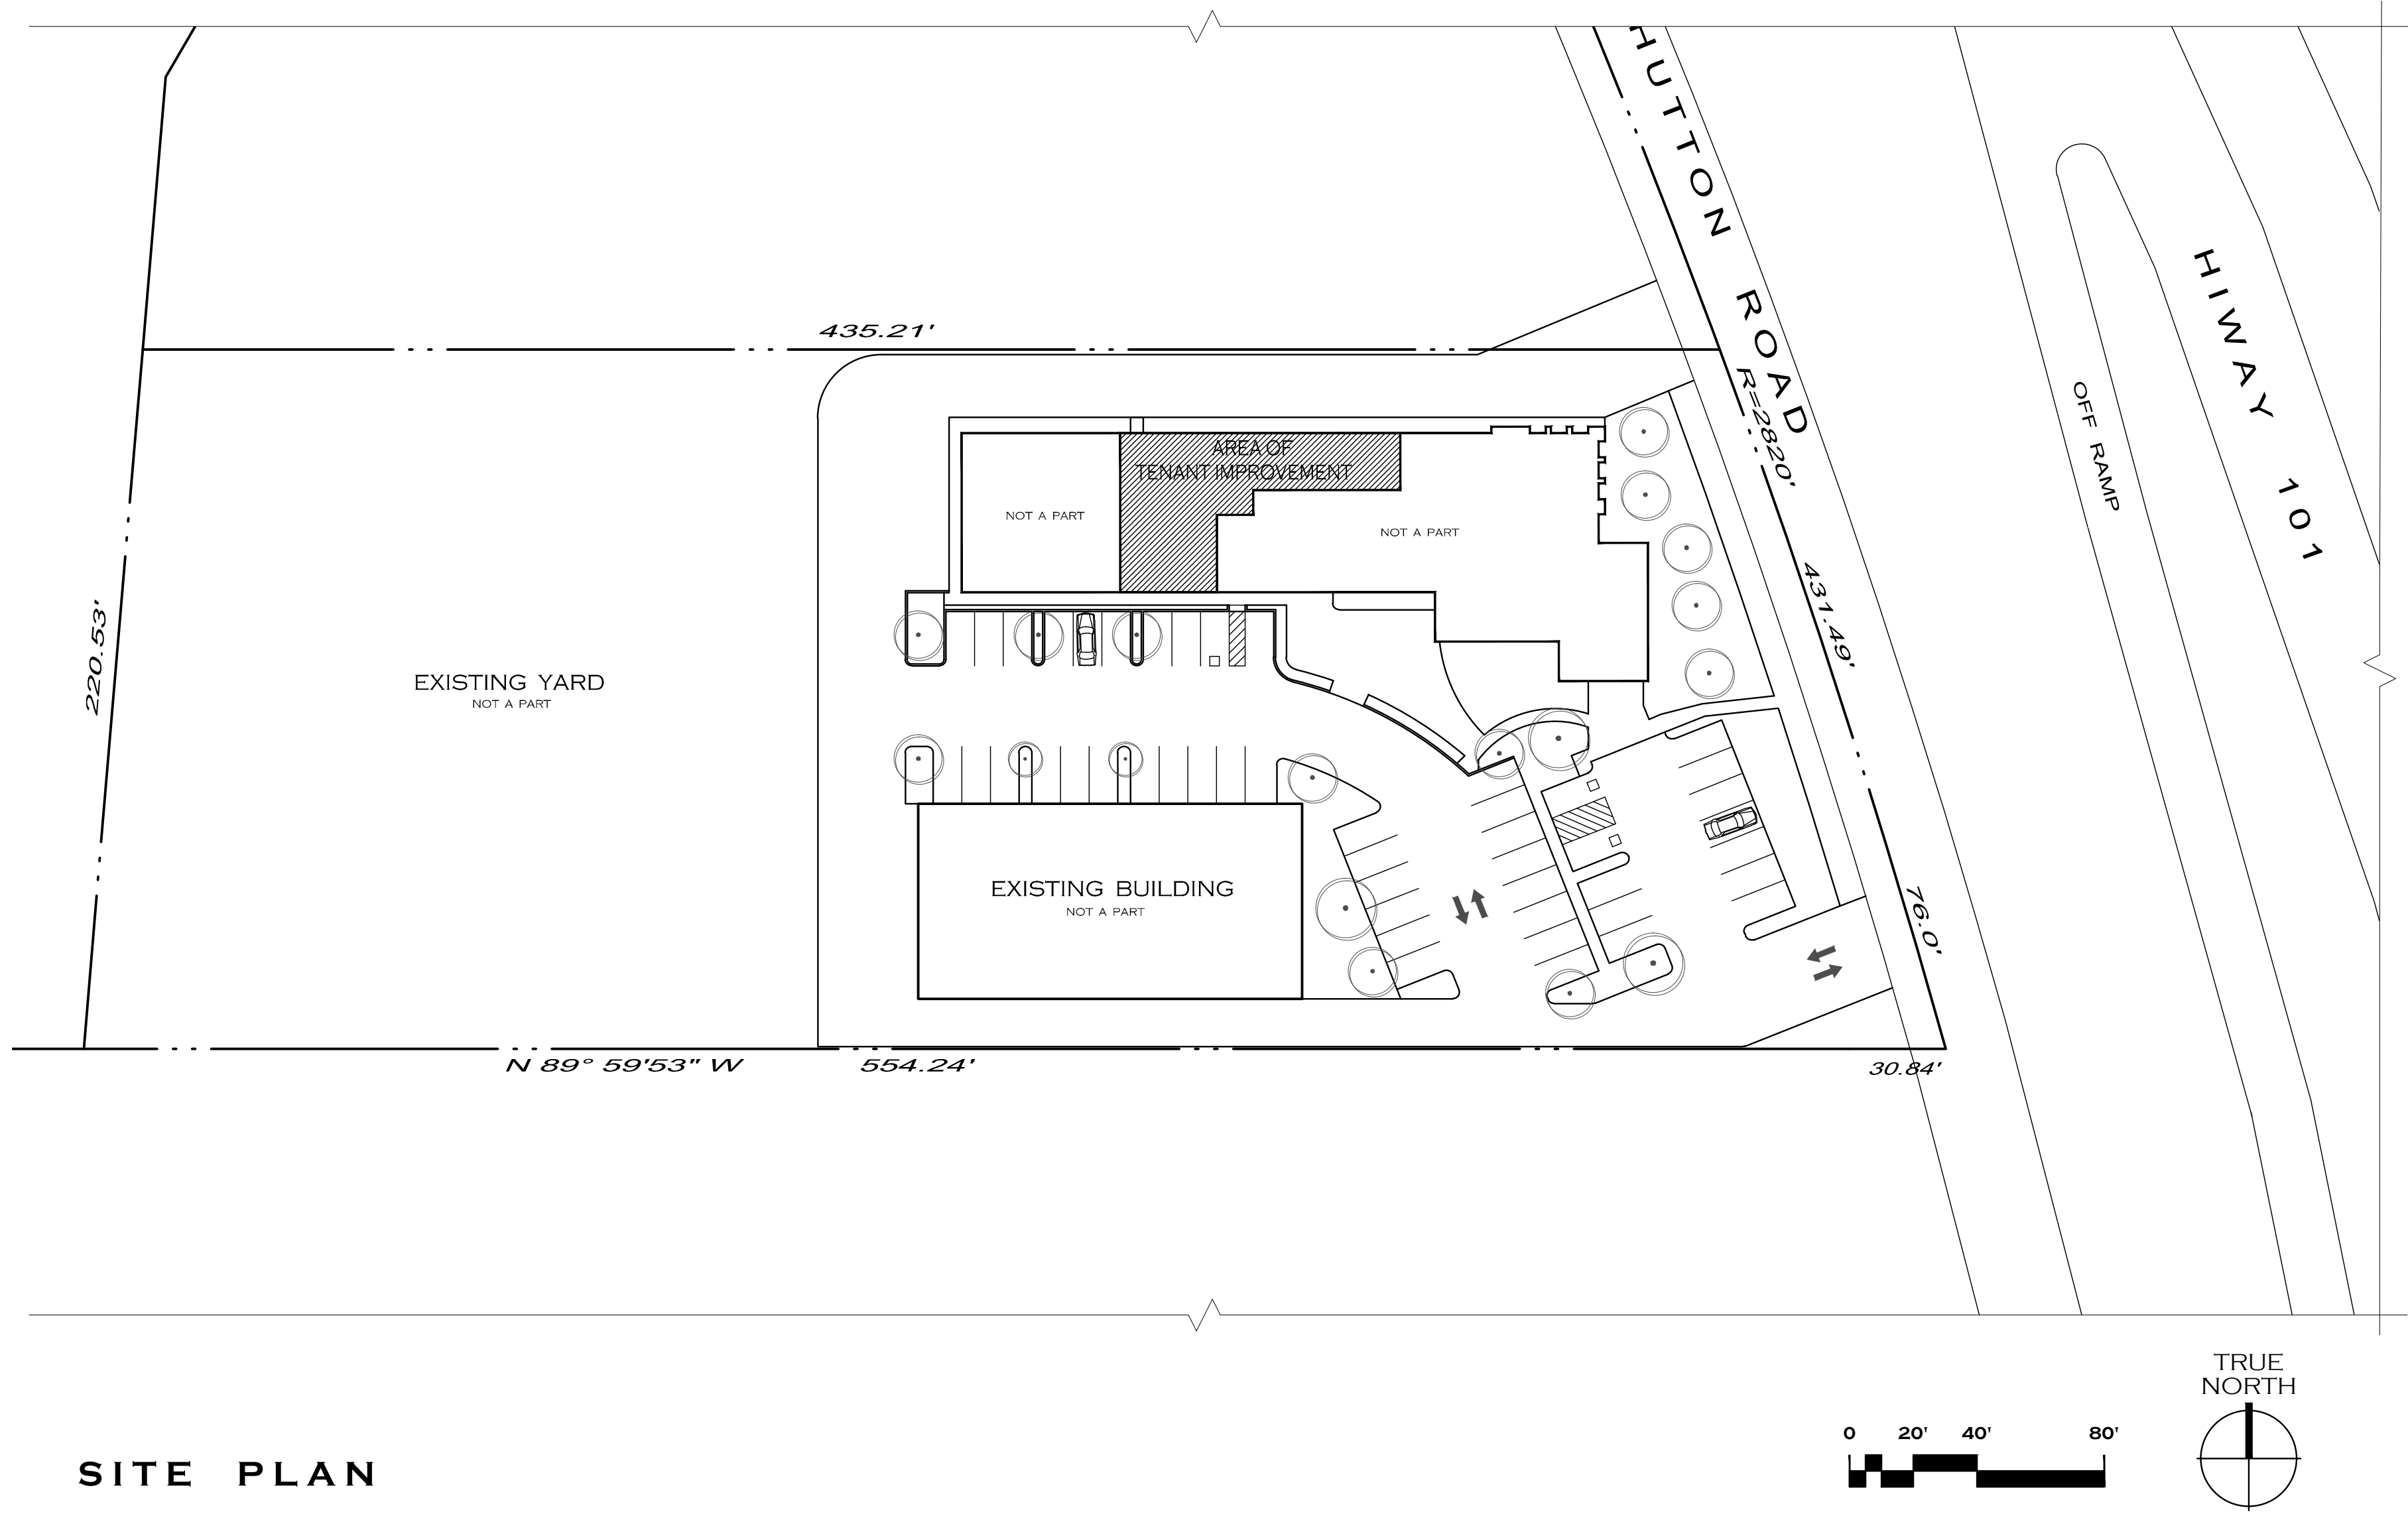 HUTTON ROAD
HIWAY 101
435.21'
R=2820'
OFF RAMP
AREA OF
TENANT IMPROVEMENT
NOT A PART
NOT A PART
431.49'
220.53'
EXISTING YARD
NOT A PART
EXISTING BUILDING
NOT A PART
76.0'
N 89° 59'53" W
554.24'
30.84'
TRUE
NORTH
0 20' 40' 80'
SITE PLAN